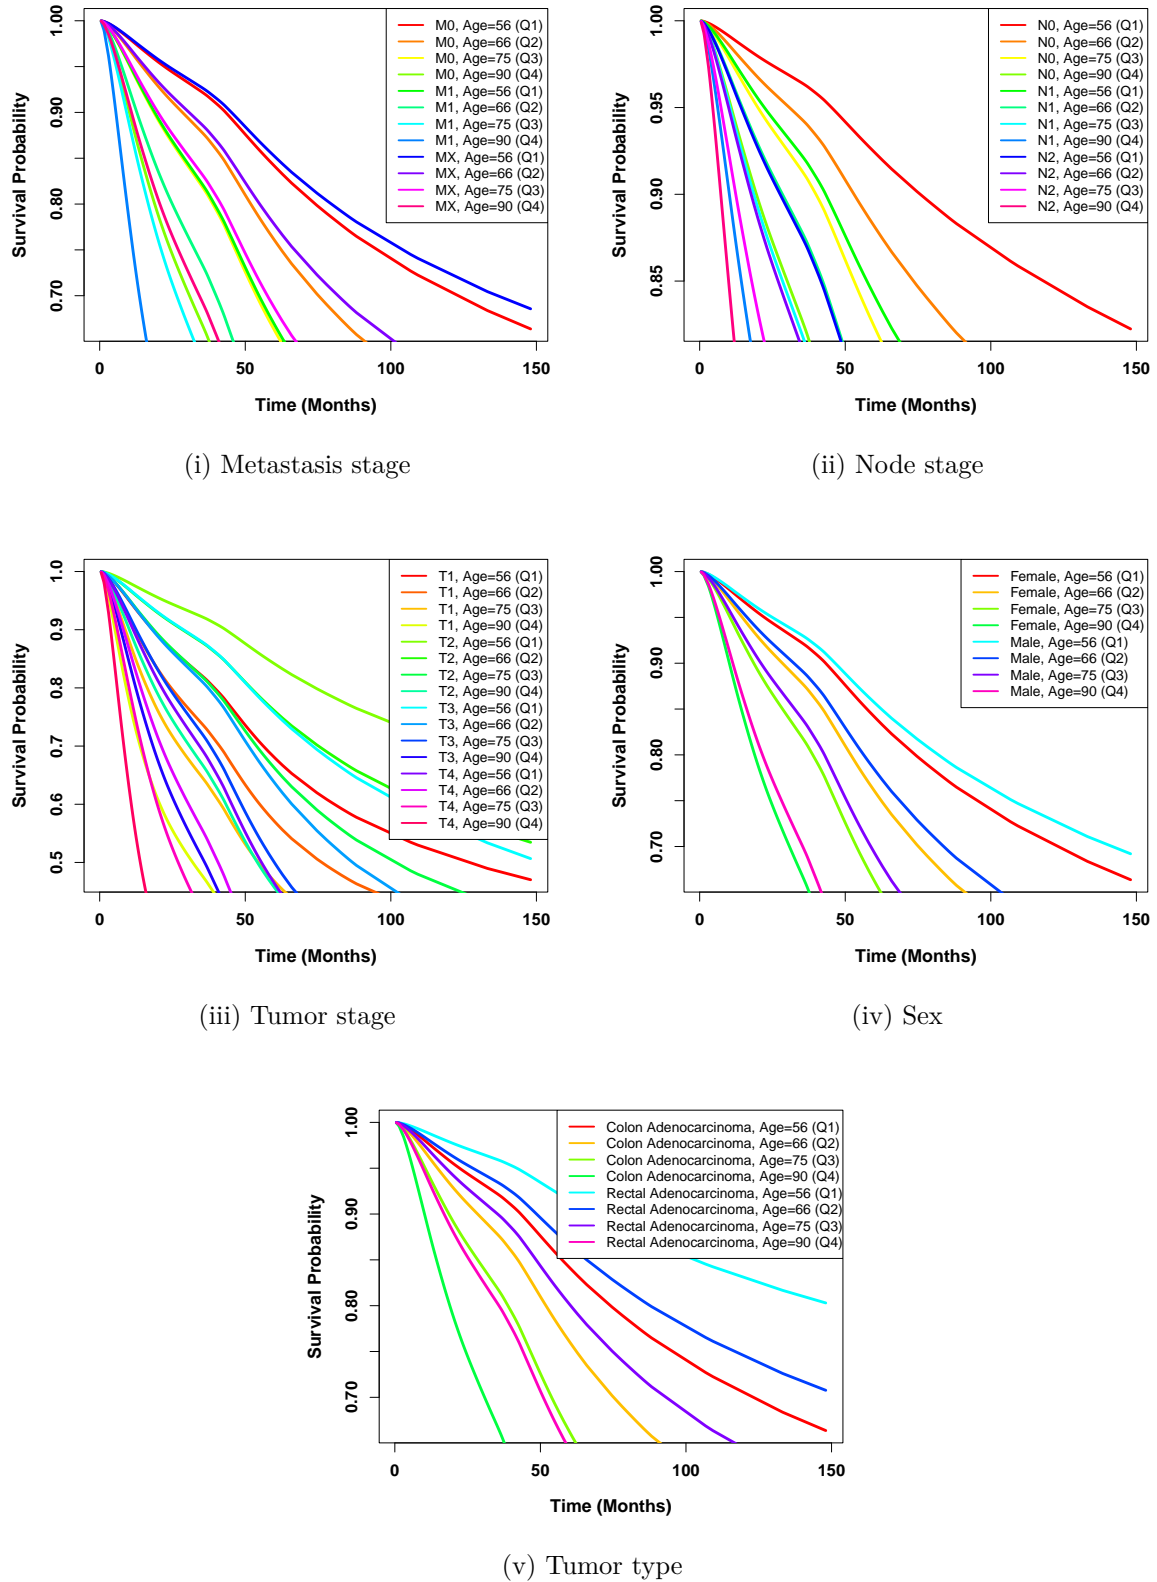 1.00
0.90
0.80
0.70
Survival Probability
M0, Age=56 (Q1)
M0, Age=66 (Q2)
M0, Age=75 (Q3)
M0, Age=90 (Q4)
M1, Age=56 (Q1)
M1, Age=66 (Q2)
M1, Age=75 (Q3)
M1, Age=90 (Q4)
MX, Age=56 (Q1)
MX, Age=66 (Q2)
MX, Age=75 (Q3)
MX, Age=90 (Q4)
0 50 100 150
Time (Months)
(i) Metastasis stage
1.00
0.95
0.90
0.85
Survival Probability
N0, Age=56 (Q1)
N0, Age=66 (Q2)
N0, Age=75 (Q3)
N0, Age=90 (Q4)
N1, Age=56 (Q1)
N1, Age=66 (Q2)
N1, Age=75 (Q3)
N1, Age=90 (Q4)
N2, Age=56 (Q1)
N2, Age=66 (Q2)
N2, Age=75 (Q3)
N2, Age=90 (Q4)
0 50 100 150
Time (Months)
(ii) Node stage
1.0
0.9
0.8
0.7
0.6
0.5
Survival Probability
T1, Age=56 (Q1)
T1, Age=66 (Q2)
T1, Age=75 (Q3)
T1, Age=90 (Q4)
T2, Age=56 (Q1)
T2, Age=66 (Q2)
T2, Age=75 (Q3)
T2, Age=90 (Q4)
T3, Age=56 (Q1)
T3, Age=66 (Q2)
T3, Age=75 (Q3)
T3, Age=90 (Q4)
T4, Age=56 (Q1)
T4, Age=66 (Q2)
T4, Age=75 (Q3)
T4, Age=90 (Q4)
0 50 100 150
Time (Months)
(iii) Tumor stage
1.00
0.90
0.80
0.70
Survival Probability
Female, Age=56 (Q1)
Female, Age=66 (Q2)
Female, Age=75 (Q3)
Female, Age=90 (Q4)
Male, Age=56 (Q1)
Male, Age=66 (Q2)
Male, Age=75 (Q3)
Male, Age=90 (Q4)
0 50 100 150
Time (Months)
(iv) Sex
1.00
0.90
0.80
0.70
Survival Probability
Colon Adenocarcinoma, Age=56 (Q1)
Colon Adenocarcinoma, Age=66 (Q2)
Colon Adenocarcinoma, Age=75 (Q3)
Colon Adenocarcinoma, Age=90 (Q4)
Rectal Adenocarcinoma, Age=56 (Q1)
Rectal Adenocarcinoma, Age=66 (Q2)
Rectal Adenocarcinoma, Age=75 (Q3)
Rectal Adenocarcinoma, Age=90 (Q4)
0 50 100 150
Time (Months)
(v) Tumor type